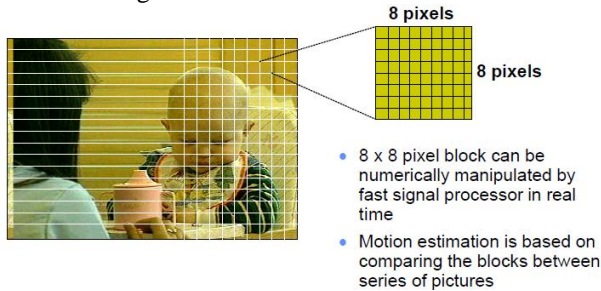 8 pixels
8 pixels
• 8 x 8 pixel block can be
numerically manipulated by
fast signal processor in real
time
• Motion estimation is based on
comparing the blocks between
series of pictures